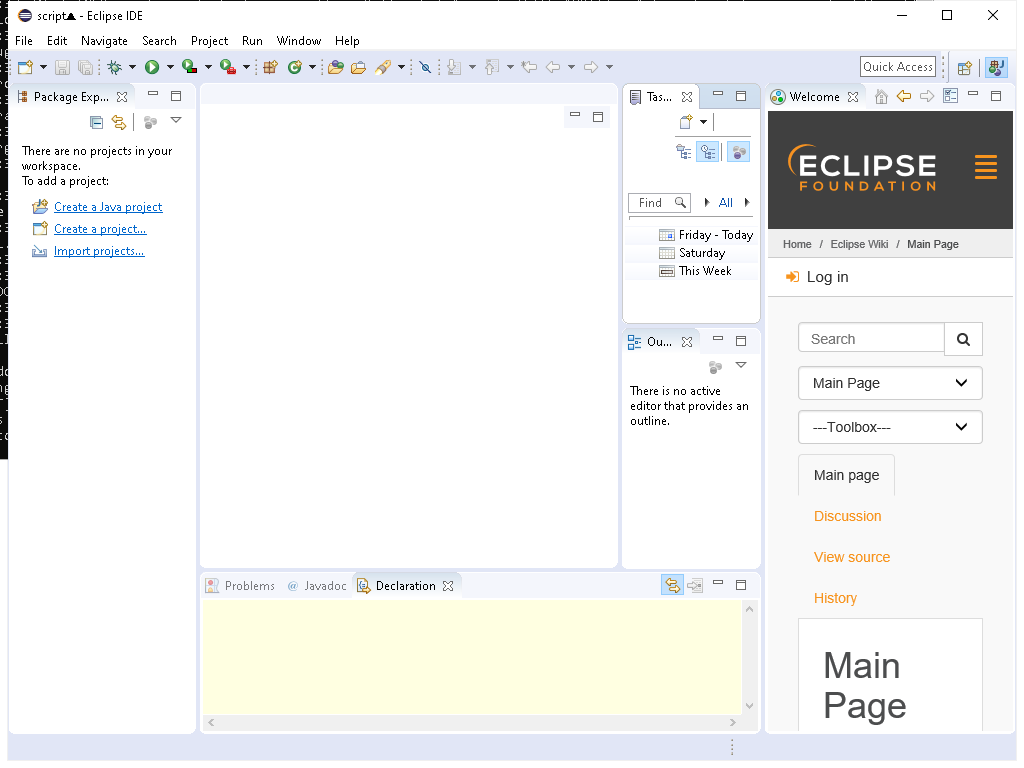 script▲ - Eclipse IDE
File Edit Navigate Search Project Run Window Help
Quick Access
Package Exp...
There are no projects in your
workspace.
To add a project:
Create a Java project
Create a project...
Import projects...
Tas...
Find
All
Friday - Today
Saturday
This Week
Ou...
There is no active
editor that provides an
outline.
Problems
@ Javadoc
Declaration
Welcome
ECLIPSE
FOUNDATION
Home / Eclipse Wiki / Main Page
Log in
Search
Main Page
---Toolbox---
Main page
Discussion
View source
History
Main
Page